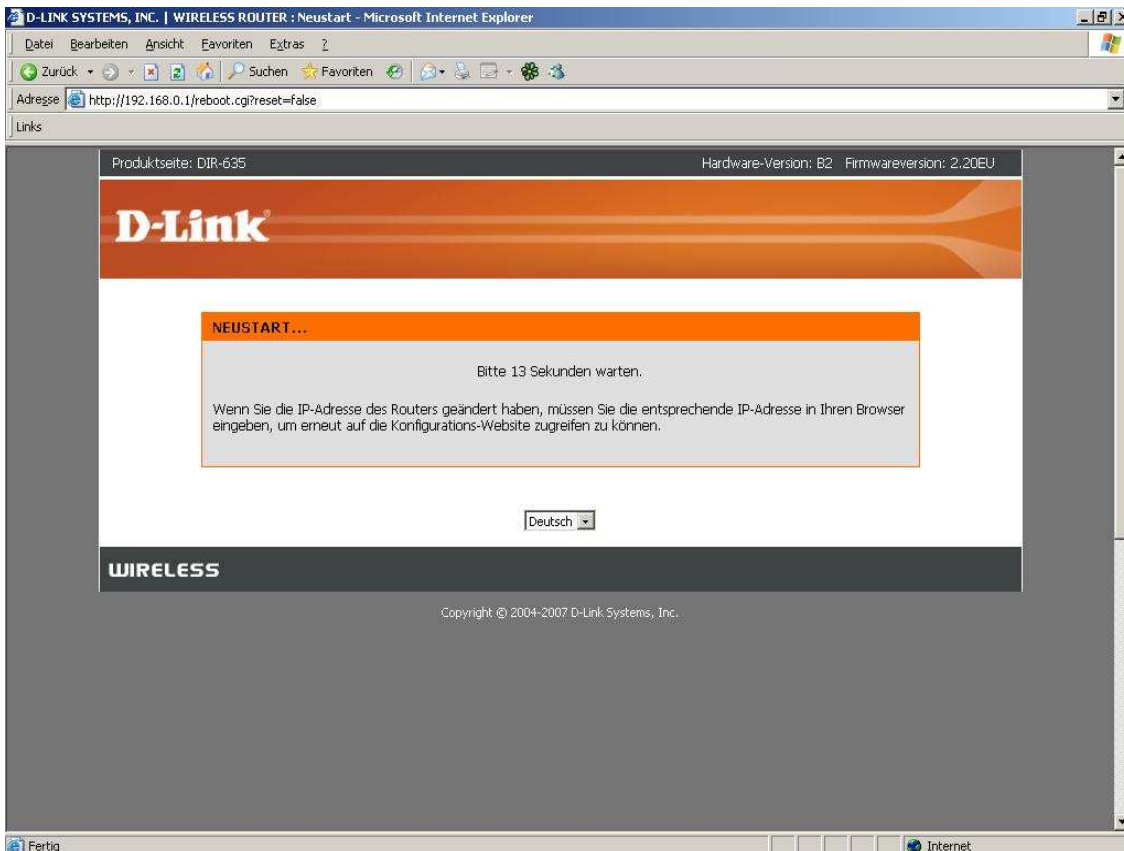 D-LINK SYSTEMS, INC. | WIRELESS ROUTER : Neustart - Microsoft Internet Explorer
Datei Bearbeiten Ansicht Favoriten Extras ?
Zurück Suchen Favoriten
Adresse http://192.168.0.1/reboot.cgi?reset=false
Links
Produktseite: DIR-635 Hardware-Version: B2 Firmwareversion: 2.20EU
D-Link
NEUSTART...
Bitte 13 Sekunden warten.
Wenn Sie die IP-Adresse des Routers geändert haben, müssen Sie die entsprechende IP-Adresse in Ihren Browser
eingeben, um erneut auf die Konfigurations-Website zugreifen zu können.
Deutsch
WIRELESS
Copyright © 2004-2007 D-Link Systems, Inc.
Fertig Internet